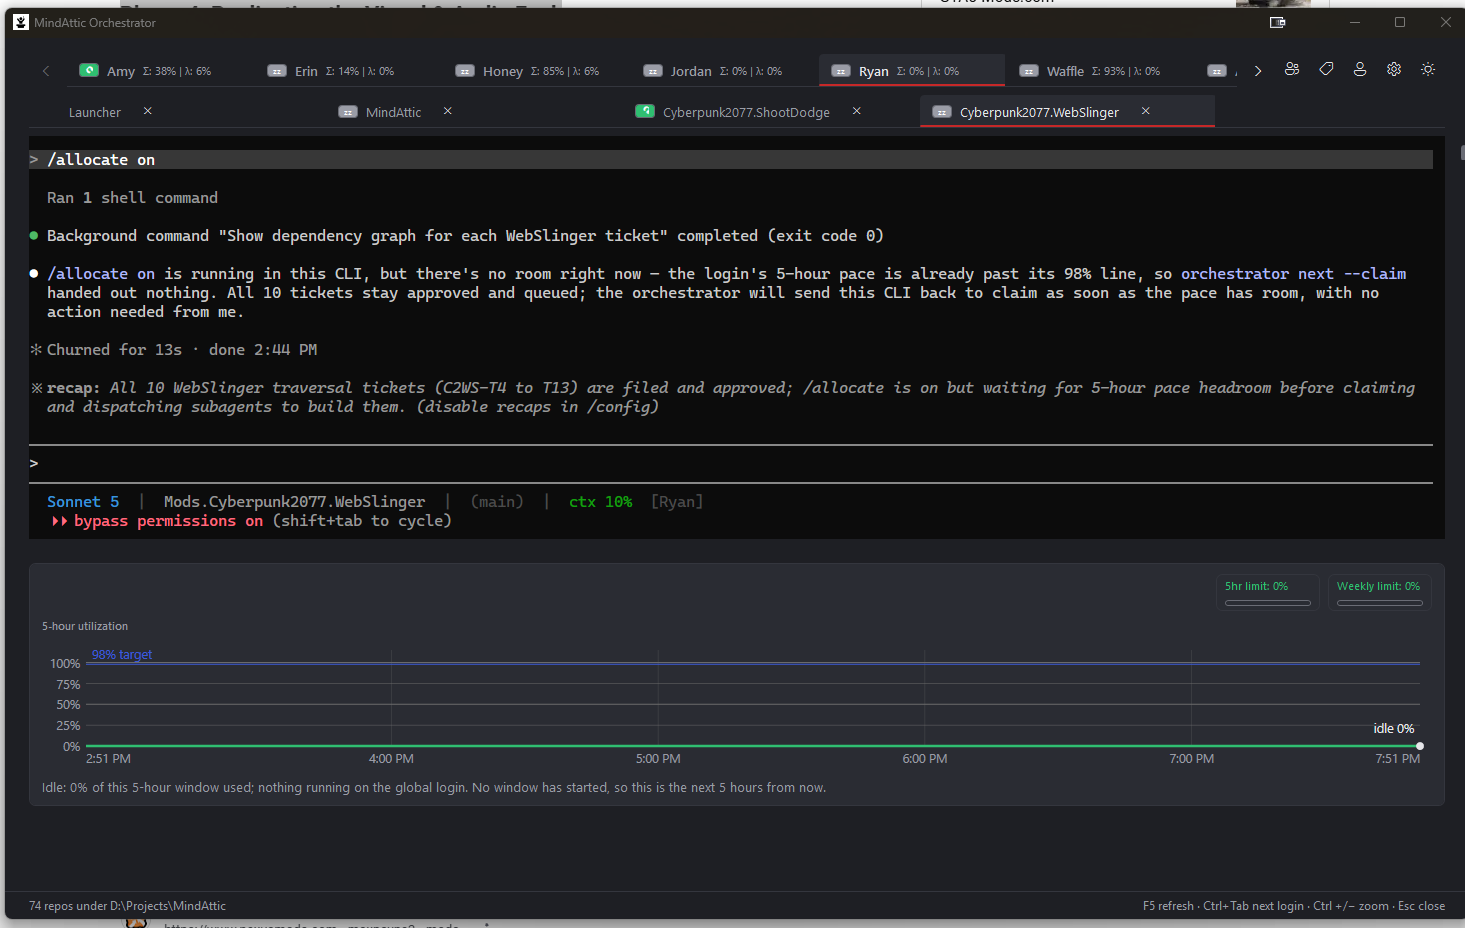 MindAttic Orchestrator
Amy Σ: 38% | λ: 6%
zz Erin Σ: 14% | λ: 0%
zz Honey Σ: 85% | λ: 6%
zz Jordan Σ: 0% | λ: 0%
zz Ryan Σ: 0% | λ: 0%
zz Waffle Σ: 93% | λ: 0%
zz
Launcher ×
zz MindAttic ×
Cyberpunk2077.ShootDodge ×
zz Cyberpunk2077.WebSlinger ×
> /allocate on
Ran 1 shell command
● Background command "Show dependency graph for each WebSlinger ticket" completed (exit code 0)
● /allocate on is running in this CLI, but there's no room right now — the login's 5-hour pace is already past its 98% line, so orchestrator next --claim
handed out nothing. All 10 tickets stay approved and queued; the orchestrator will send this CLI back to claim as soon as the pace has room, with no
action needed from me.
✻ Churned for 13s · done 2:44 PM
※ recap: All 10 WebSlinger traversal tickets (C2WS-T4 to T13) are filed and approved; /allocate is on but waiting for 5-hour pace headroom before claiming
and dispatching subagents to build them. (disable recaps in /config)
>
Sonnet 5 | Mods.Cyberpunk2077.WebSlinger | (main) | ctx 10% [Ryan]
⏵⏵ bypass permissions on (shift+tab to cycle)
5hr limit: 0%
Weekly limit: 0%
5-hour utilization
98% target
100%
75%
50%
25%
idle 0%
0%
2:51 PM
4:00 PM
5:00 PM
6:00 PM
7:00 PM
7:51 PM
Idle: 0% of this 5-hour window used; nothing running on the global login. No window has started, so this is the next 5 hours from now.
74 repos under D:\Projects\MindAttic
F5 refresh · Ctrl+Tab next login · Ctrl +/− zoom · Esc close